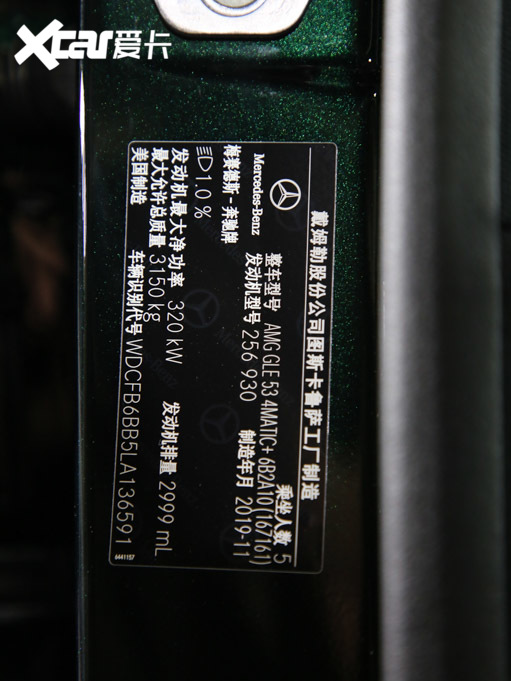 Xcar爱卡
戴姆勒股份公司图斯卡鲁萨工厂制造
Mercedes-Benz
梅赛德斯-奔驰牌
乘坐人数 5
整车型号 AMG GLE 53 4MATIC+ 6B2A10(167161)
发动机型号 256 930 制造年月 2019-11
1.0 %
发动机最大净功率 320 kW 发动机排量 2999 mL
最大允许总质量 3150 kg
美国制造 车辆识别代号 WDCFB6BB5LA136591
6441157